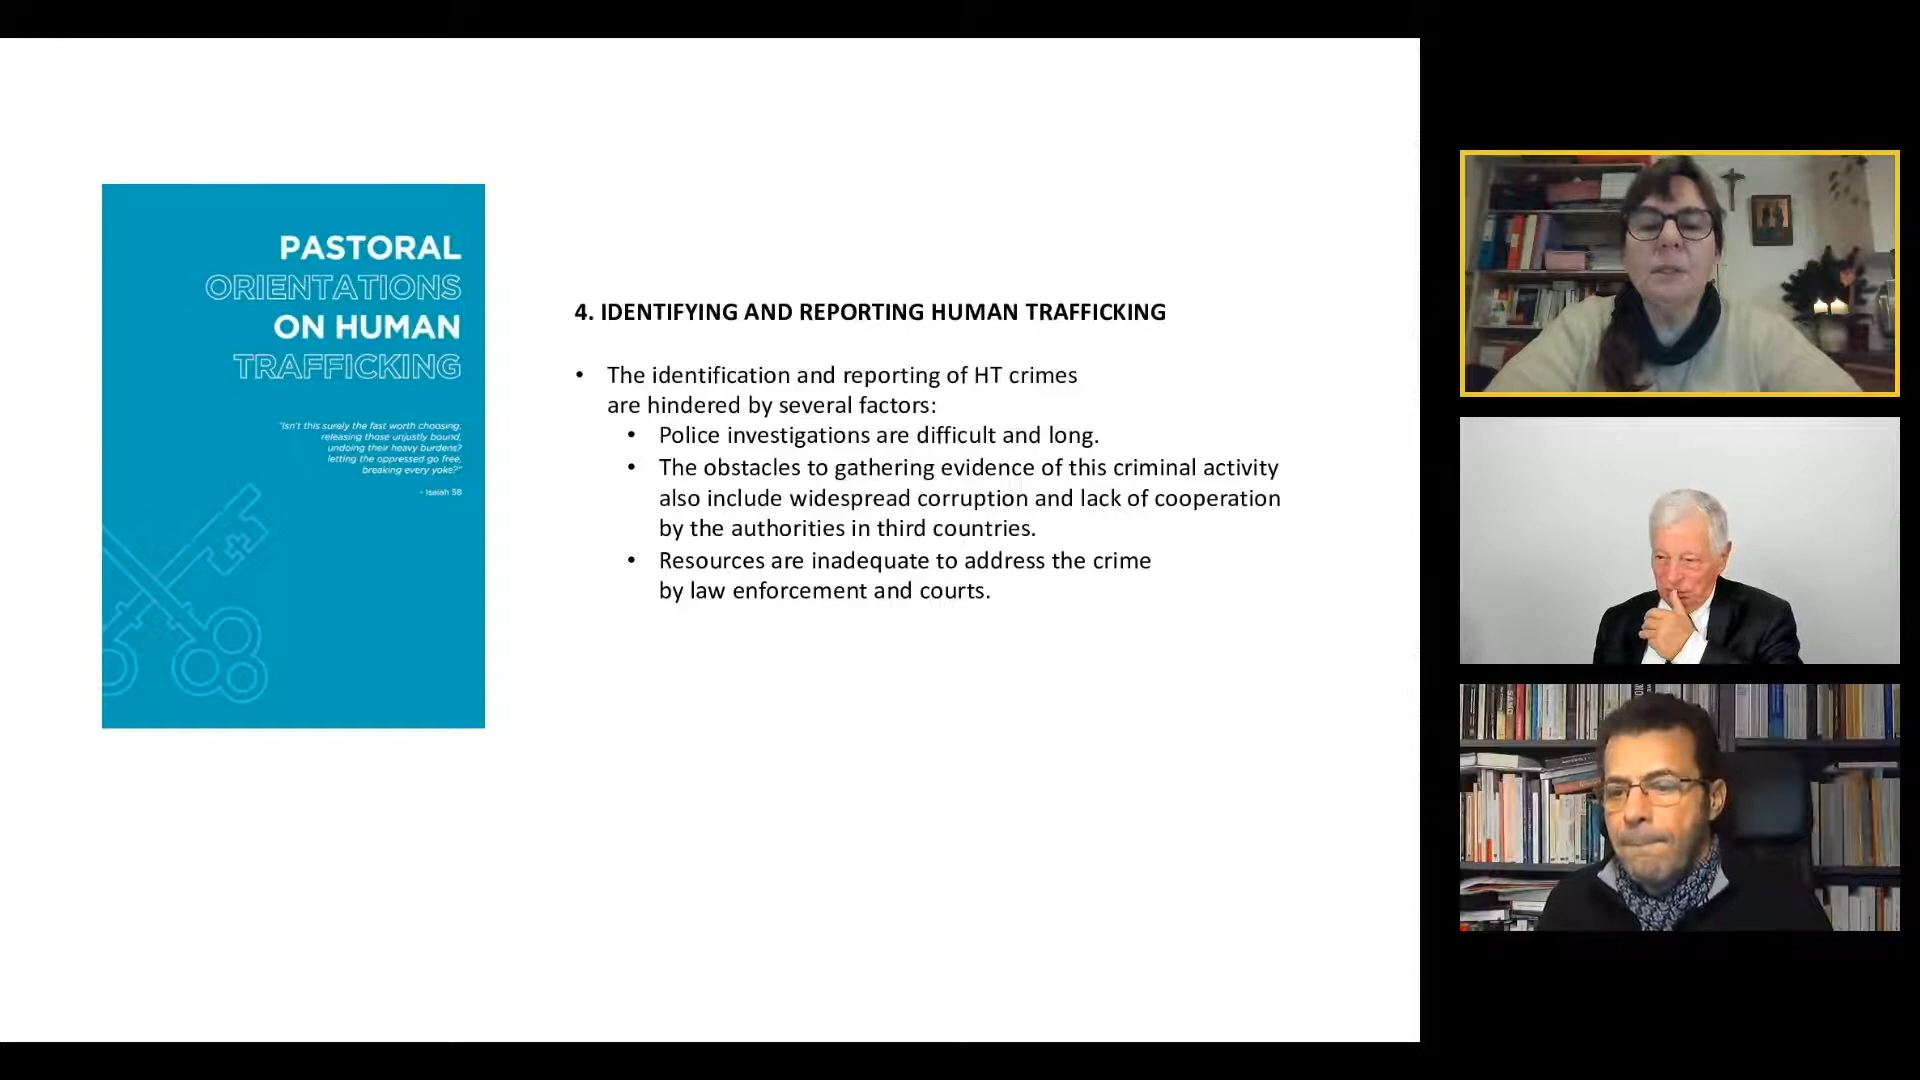 PASTORAL
ORIENTATIONS
ON HUMAN
TRAFFICKING
"Isn't this surely the fast worth choosing:
releasing those unjustly bound,
undoing their heavy burdens?
letting the oppressed go free,
breaking every yoke?"
- Isaiah 58
4. IDENTIFYING AND REPORTING HUMAN TRAFFICKING
• The identification and reporting of HT crimes
are hindered by several factors:
• Police investigations are difficult and long.
• The obstacles to gathering evidence of this criminal activity
also include widespread corruption and lack of cooperation
by the authorities in third countries.
• Resources are inadequate to address the crime
by law enforcement and courts.